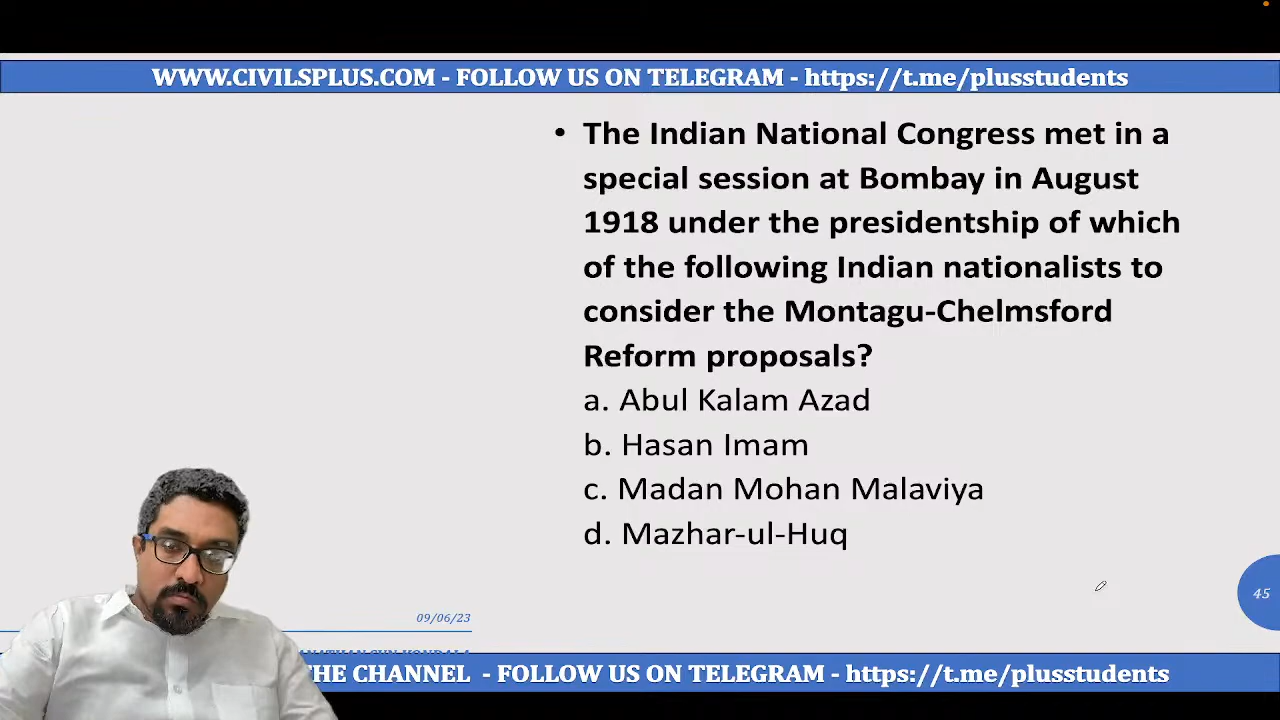 WWW.CIVILSPLUS.COM - FOLLOW US ON TELEGRAM - https://t.me/plusstudents
• The Indian National Congress met in a
special session at Bombay in August
1918 under the presidentship of which
of the following Indian nationalists to
consider the Montagu-Chelmsford
Reform proposals?
a. Abul Kalam Azad
b. Hasan Imam
c. Madan Mohan Malaviya
d. Mazhar-ul-Huq
45
09/06/23
THE CHANNEL - FOLLOW US ON TELEGRAM - https://t.me/plusstudents